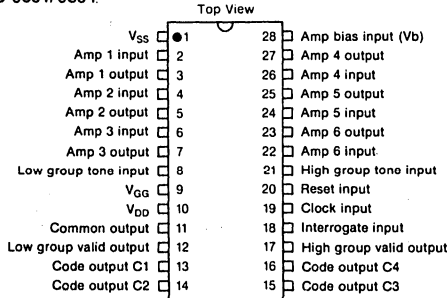 Top View
V_SS 1 28 Amp bias input (Vb)
Amp 1 input 2 27 Amp 4 output
Amp 1 output 3 26 Amp 4 input
Amp 2 input 4 25 Amp 5 output
Amp 2 output 5 24 Amp 5 input
Amp 3 input 6 23 Amp 6 output
Amp 3 output 7 22 Amp 6 input
Low group tone input 8 21 High group tone input
V_GG 9 20 Reset input
V_DD 10 19 Clock input
Common output 11 18 Interrogate input
Low group valid output 12 17 High group valid output
Code output C1 13 16 Code output C4
Code output C2 14 15 Code output C3